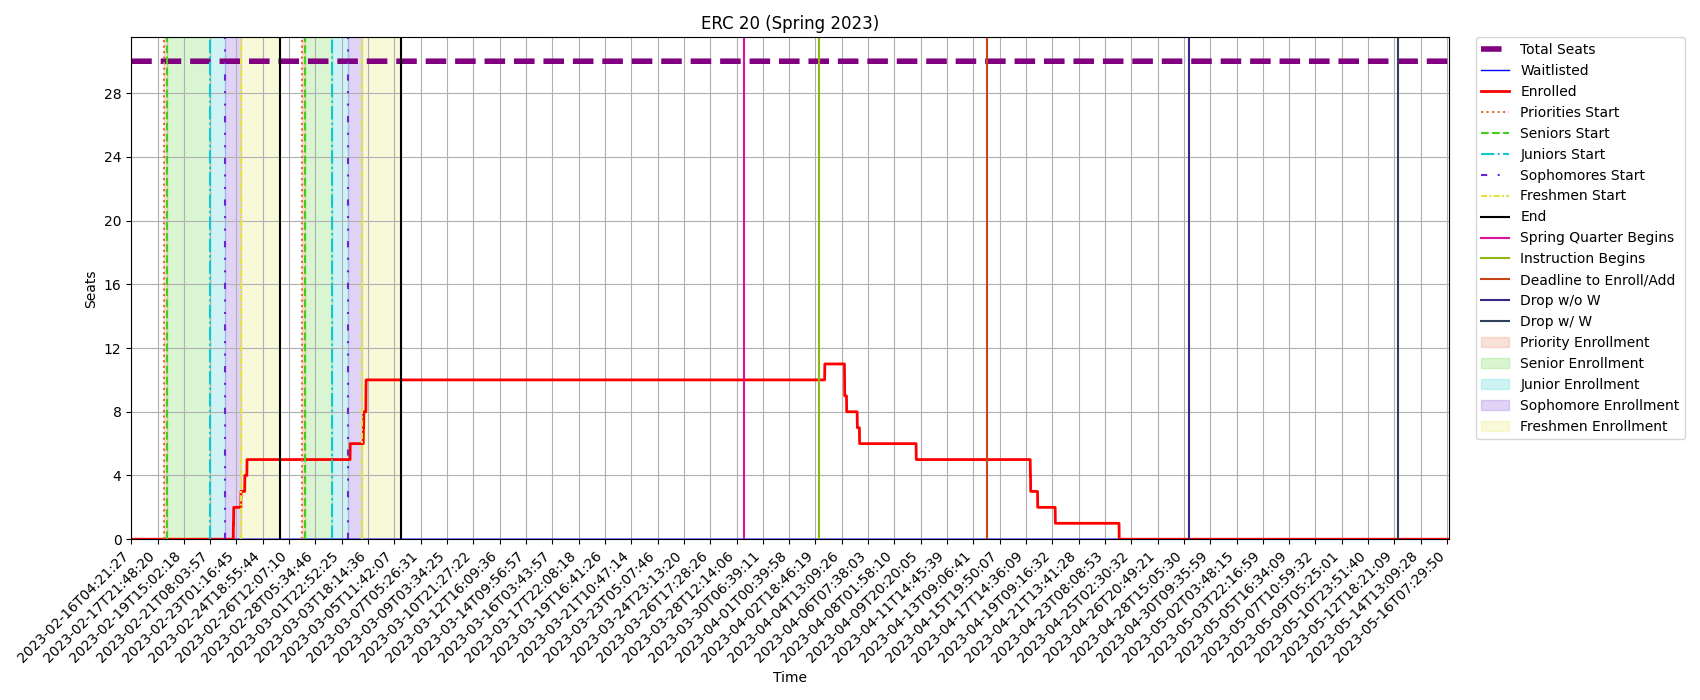 ERC 20 (Spring 2023)
Seats
28
24
20
16
12
8
4
0
2023-02-16T04:21:27
2023-02-17T21:48:20
2023-02-19T15:02:18
2023-02-21T08:03:57
2023-02-23T01:16:45
2023-02-24T18:55:44
2023-02-26T12:07:10
2023-02-28T05:34:46
2023-03-01T22:52:25
2023-03-03T18:14:36
2023-03-05T11:42:07
2023-03-07T05:26:31
2023-03-09T03:34:25
2023-03-10T21:27:22
2023-03-12T16:09:36
2023-03-14T09:56:57
2023-03-16T03:43:57
2023-03-17T22:08:18
2023-03-19T16:41:26
2023-03-21T10:47:14
2023-03-23T05:07:46
2023-03-24T23:13:20
2023-03-26T17:28:26
2023-03-28T12:14:06
2023-03-30T06:39:11
2023-04-01T00:39:58
2023-04-02T18:46:19
2023-04-04T13:09:26
2023-04-06T07:38:03
2023-04-08T01:58:10
2023-04-09T20:20:05
2023-04-11T14:45:39
2023-04-13T09:06:41
2023-04-15T19:50:07
2023-04-17T14:36:09
2023-04-19T09:16:32
2023-04-21T13:41:28
2023-04-23T08:08:53
2023-04-25T02:30:32
2023-04-26T20:49:21
2023-04-28T15:05:30
2023-04-30T09:35:59
2023-05-02T03:48:15
2023-05-03T22:16:59
2023-05-05T16:34:09
2023-05-07T10:59:32
2023-05-09T05:25:01
2023-05-10T23:51:40
2023-05-12T18:21:09
2023-05-14T13:09:28
2023-05-16T07:29:50
Time
Total Seats
Waitlisted
Enrolled
Priorities Start
Seniors Start
Juniors Start
Sophomores Start
Freshmen Start
End
Spring Quarter Begins
Instruction Begins
Deadline to Enroll/Add
Drop w/o W
Drop w/ W
Priority Enrollment
Senior Enrollment
Junior Enrollment
Sophomore Enrollment
Freshmen Enrollment